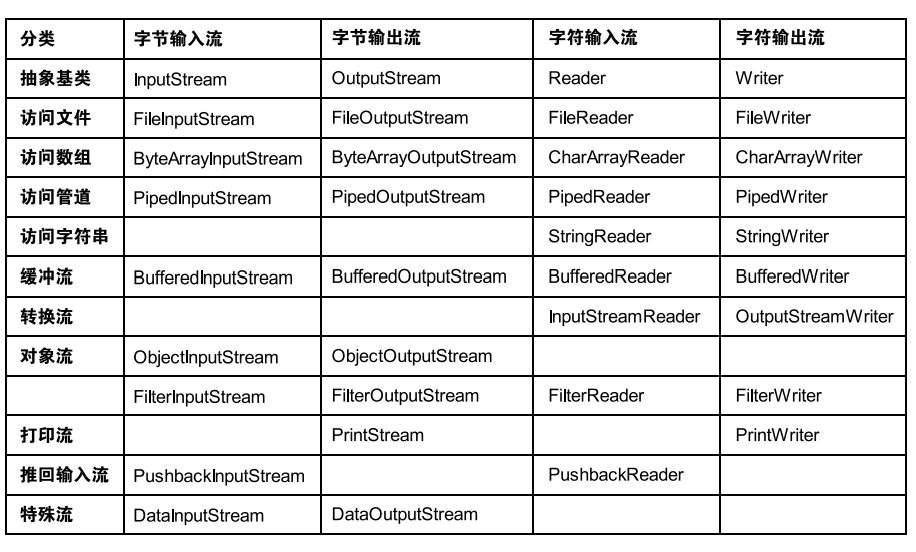 分类 字节输入流 字节输出流 字符输入流 字符输出流
抽象基类 InputStream OutputStream Reader Writer
访问文件 FileInputStream FileOutputStream FileReader FileWriter
访问数组 ByteArrayInputStream ByteArrayOutputStream CharArrayReader CharArrayWriter
访问管道 PipedInputStream PipedOutputStream PipedReader PipedWriter
访问字符串 StringReader StringWriter
缓冲流 BufferedInputStream BufferedOutputStream BufferedReader BufferedWriter
转换流 InputStreamReader OutputStreamWriter
对象流 ObjectInputStream ObjectOutputStream
FilterInputStream FilterOutputStream FilterReader FilterWriter
打印流 PrintStream PrintWriter
推回输入流 PushbackInputStream PushbackReader
特殊流 DataInputStream DataOutputStream